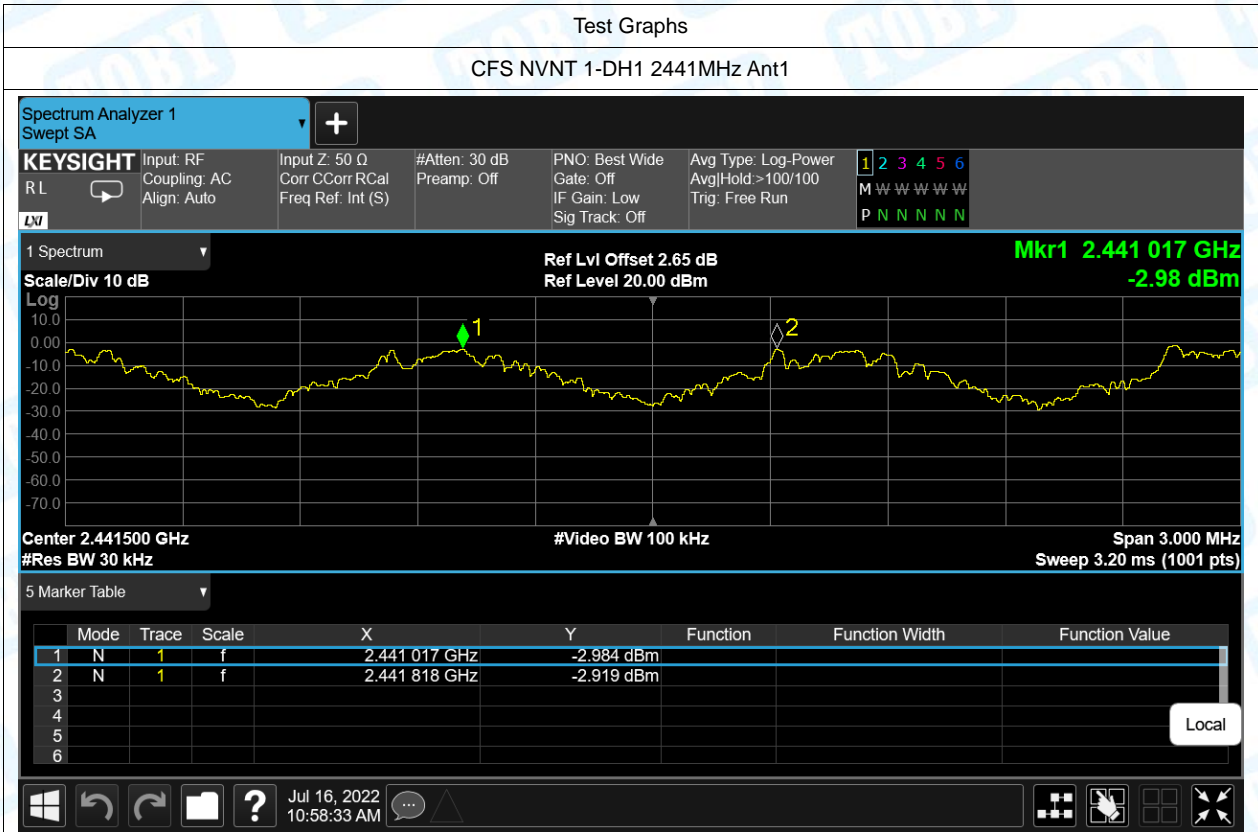 Test Graphs
CFS NVNT 1-DH1 2441MHz Ant1
Spectrum Analyzer 1
Swept SA
KEYSIGHT
RL
LXI
Input: RF
Coupling: AC
Align: Auto
Input Z: 50 Ω
Corr CCorr RCal
Freq Ref: Int (S)
#Atten: 30 dB
Preamp: Off
PNO: Best Wide
Gate: Off
IF Gain: Low
Sig Track: Off
Avg Type: Log-Power
Avg|Hold:>100/100
Trig: Free Run
1 2 3 4 5 6
M W W W W W
P N N N N N
1 Spectrum
Scale/Div 10 dB
Ref Lvl Offset 2.65 dB
Ref Level 20.00 dBm
Mkr1 2.441 017 GHz
-2.98 dBm
Log
10.0
0.00
-10.0
-20.0
-30.0
-40.0
-50.0
-60.0
-70.0
1
2
Center 2.441500 GHz
#Video BW 100 kHz
Span 3.000 MHz
#Res BW 30 kHz
Sweep 3.20 ms (1001 pts)
5 Marker Table
Mode Trace Scale X Y Function Function Width Function Value
1 N 1 f 2.441 017 GHz -2.984 dBm
2 N 1 f 2.441 818 GHz -2.919 dBm
3
4
5
6
Local
?
Jul 16, 2022
10:58:33 AM
TOBY